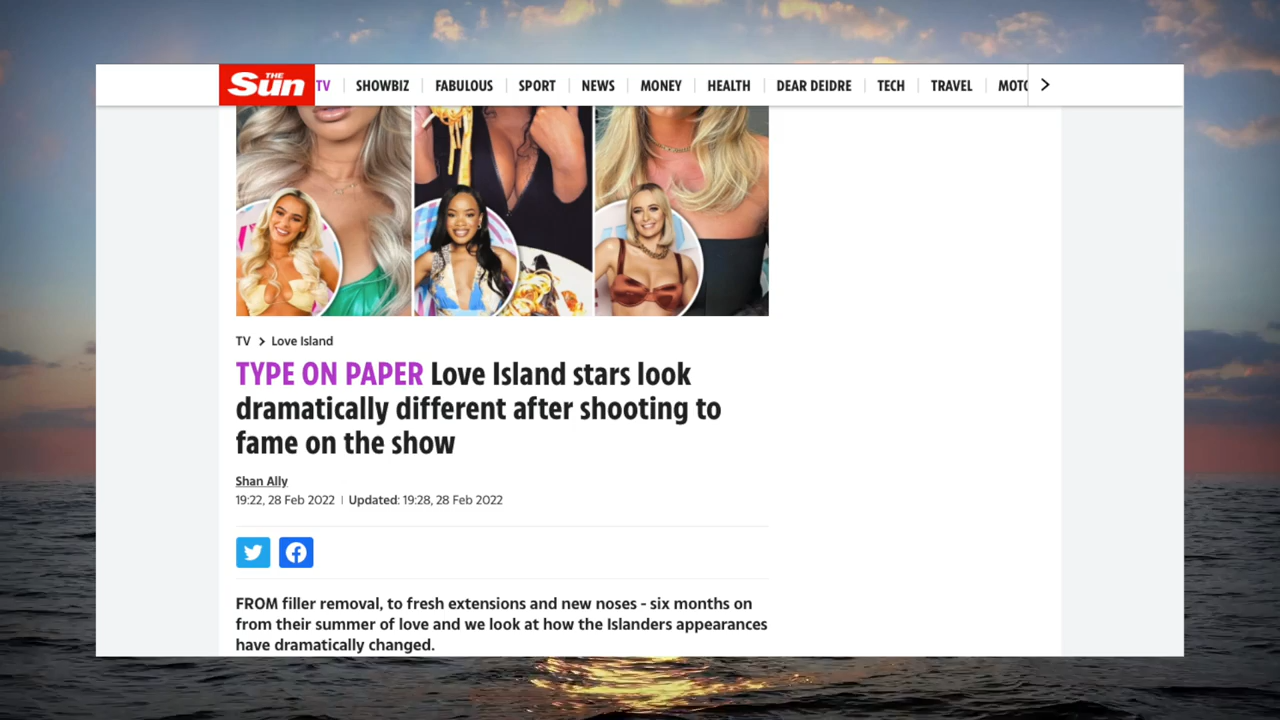 THE Sun TV SHOWBIZ FABULOUS SPORT NEWS MONEY HEALTH DEAR DEIDRE TECH TRAVEL MOTO
TV > Love Island
TYPE ON PAPER Love Island stars look
dramatically different after shooting to
fame on the show
Shan Ally
19:22, 28 Feb 2022 | Updated: 19:28, 28 Feb 2022
FROM filler removal, to fresh extensions and new noses - six months on
from their summer of love and we look at how the Islanders appearances
have dramatically changed.